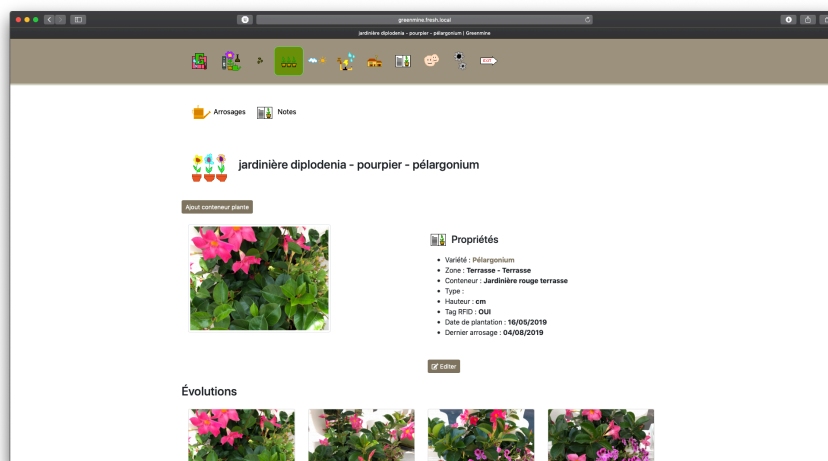 greenmine.fresh.local
jardinière diplodenia - pourpier - pélargonium | Greenmine
EXIT
Arrosages Notes
jardinière diplodenia - pourpier - pélargonium
Ajout conteneur plante
Propriétés
Variété : Pélargonium
Zone : Terrasse - Terrasse
Conteneur : Jardinière rouge terrasse
Type :
Hauteur : cm
Tag RFID : OUI
Date de plantation : 16/05/2019
Dernier arrosage : 04/08/2019
Editer
Évolutions